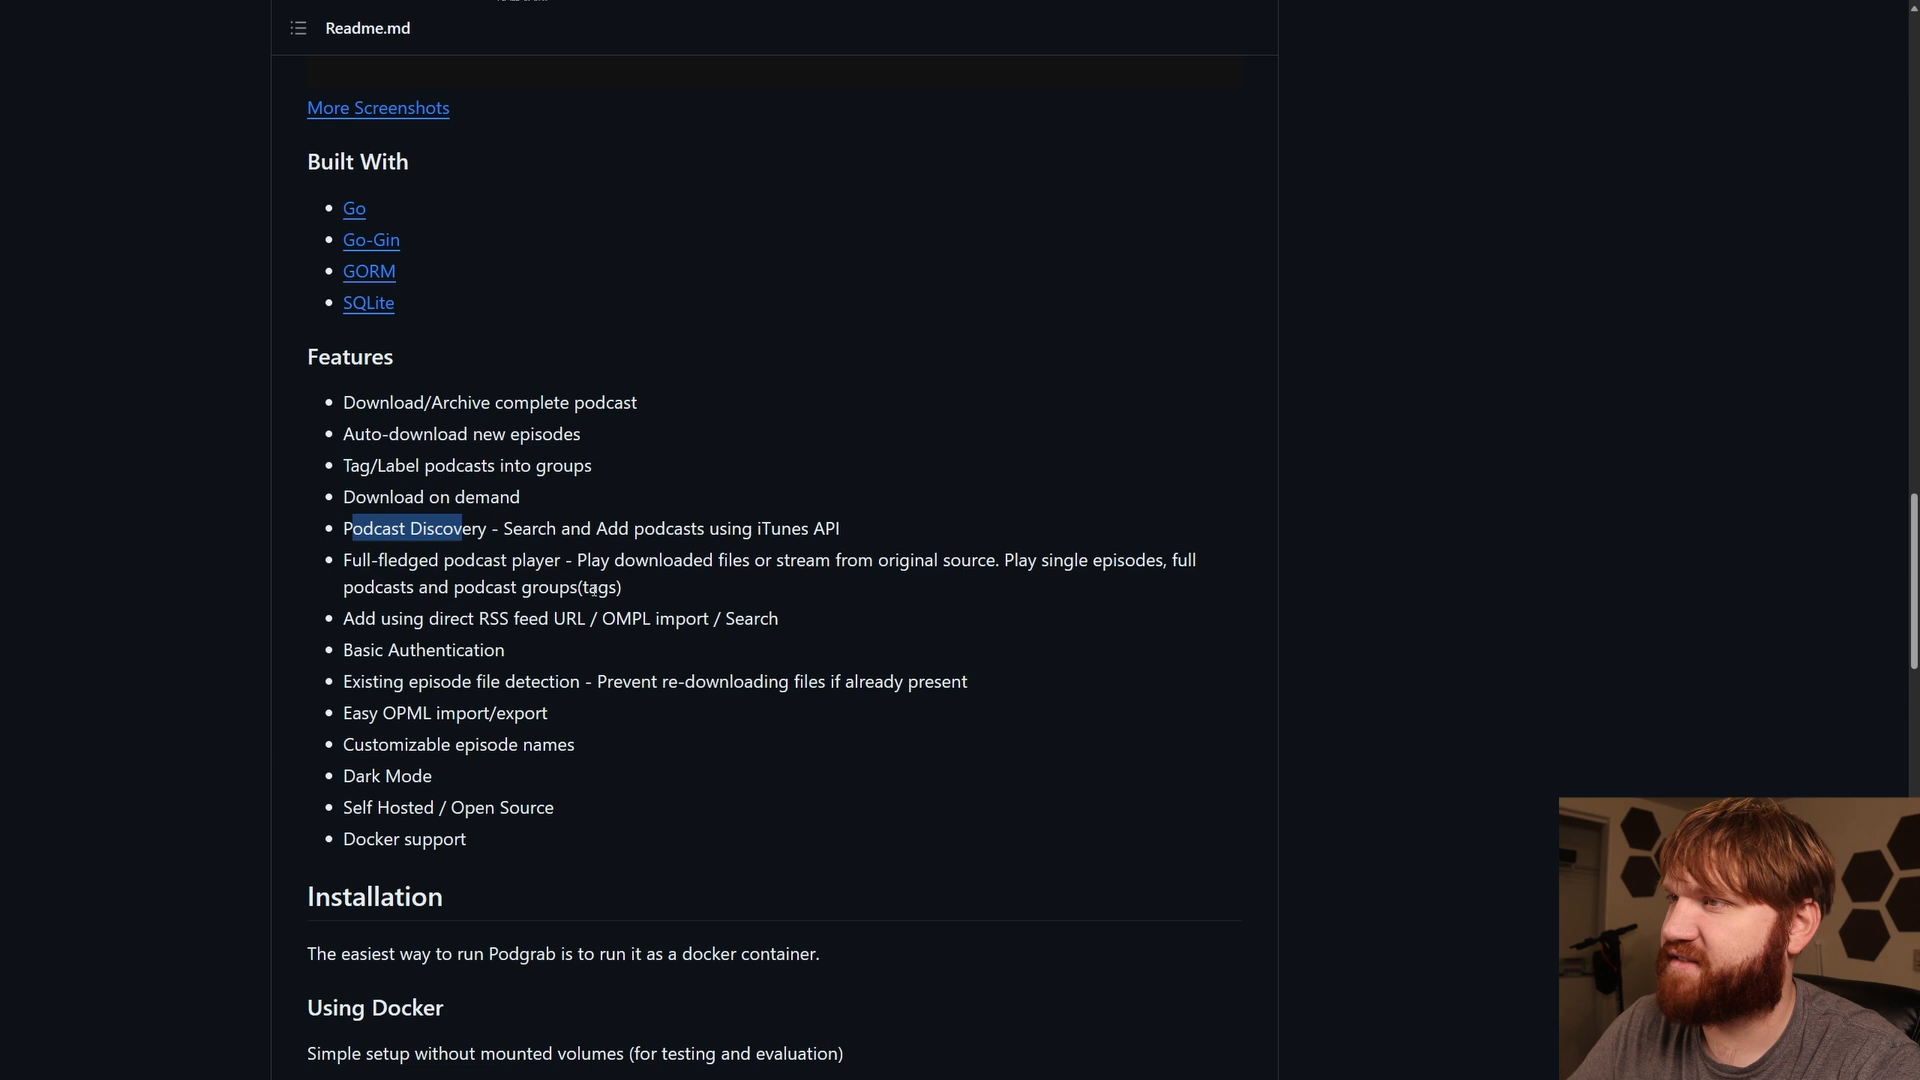 Readme.md
More Screenshots
Built With
Go
Go-Gin
GORM
SQLite
Features
Download/Archive complete podcast
Auto-download new episodes
Tag/Label podcasts into groups
Download on demand
Podcast Discovery - Search and Add podcasts using iTunes API
Full-fledged podcast player - Play downloaded files or stream from original source. Play single episodes, full
podcasts and podcast groups(tags)
Add using direct RSS feed URL / OMPL import / Search
Basic Authentication
Existing episode file detection - Prevent re-downloading files if already present
Easy OPML import/export
Customizable episode names
Dark Mode
Self Hosted / Open Source
Docker support
Installation
The easiest way to run Podgrab is to run it as a docker container.
Using Docker
Simple setup without mounted volumes (for testing and evaluation)